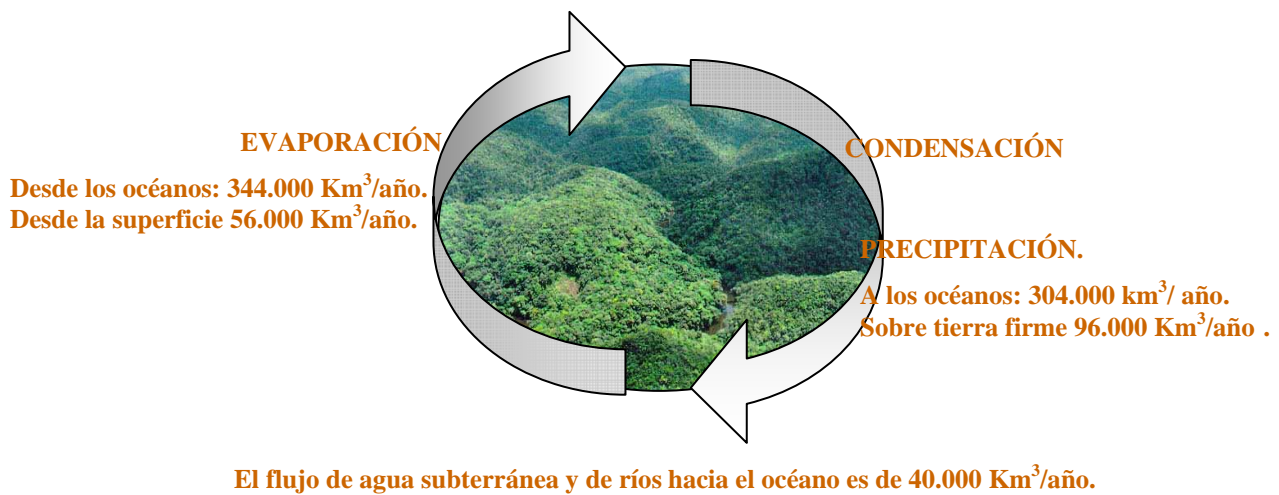 EVAPORACIÓN
Desde los océanos: 344.000 Km³/año.
Desde la superficie 56.000 Km³/año.
CONDENSACIÓN
PRECIPITACIÓN.
A los océanos: 304.000 km³/ año.
Sobre tierra firme 96.000 Km³/año .
El flujo de agua subterránea y de ríos hacia el océano es de 40.000 Km³/año.